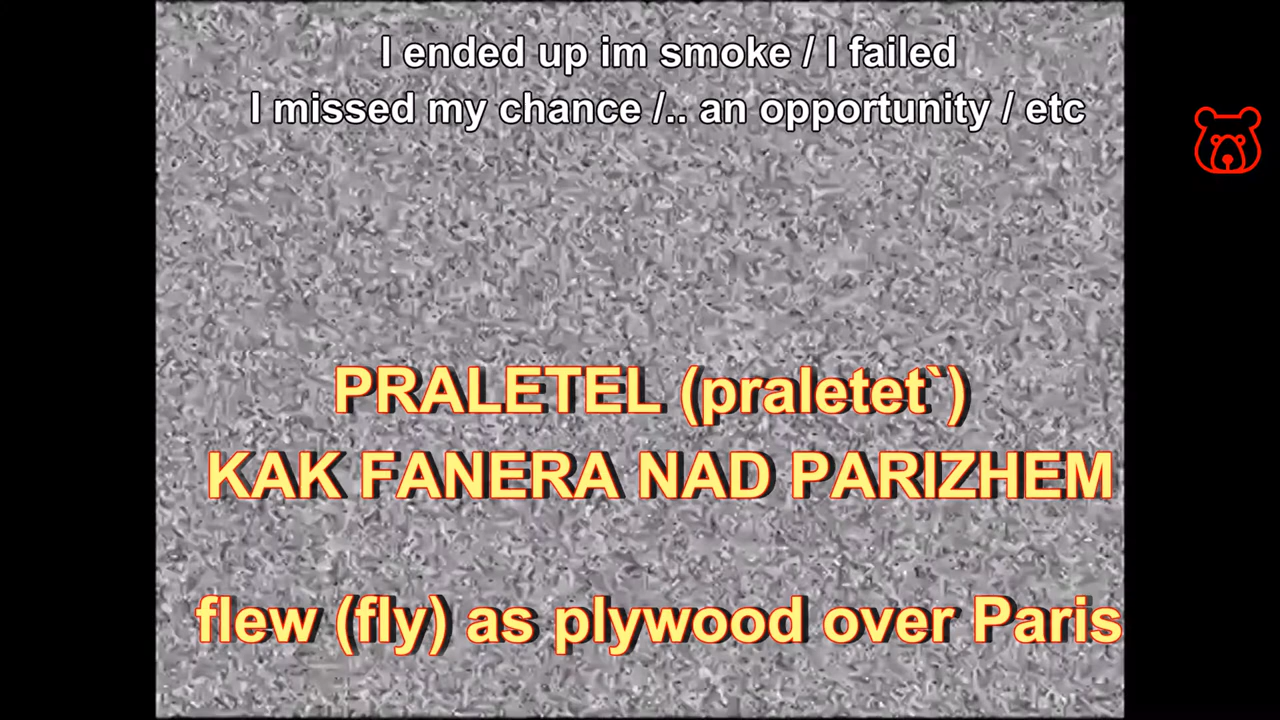 I ended up im smoke / I failed
I missed my chance /.. an opportunity / etc
PRALETEL (praletet`)
KAK FANERA NAD PARIZHEM
flew (fly) as plywood over Paris